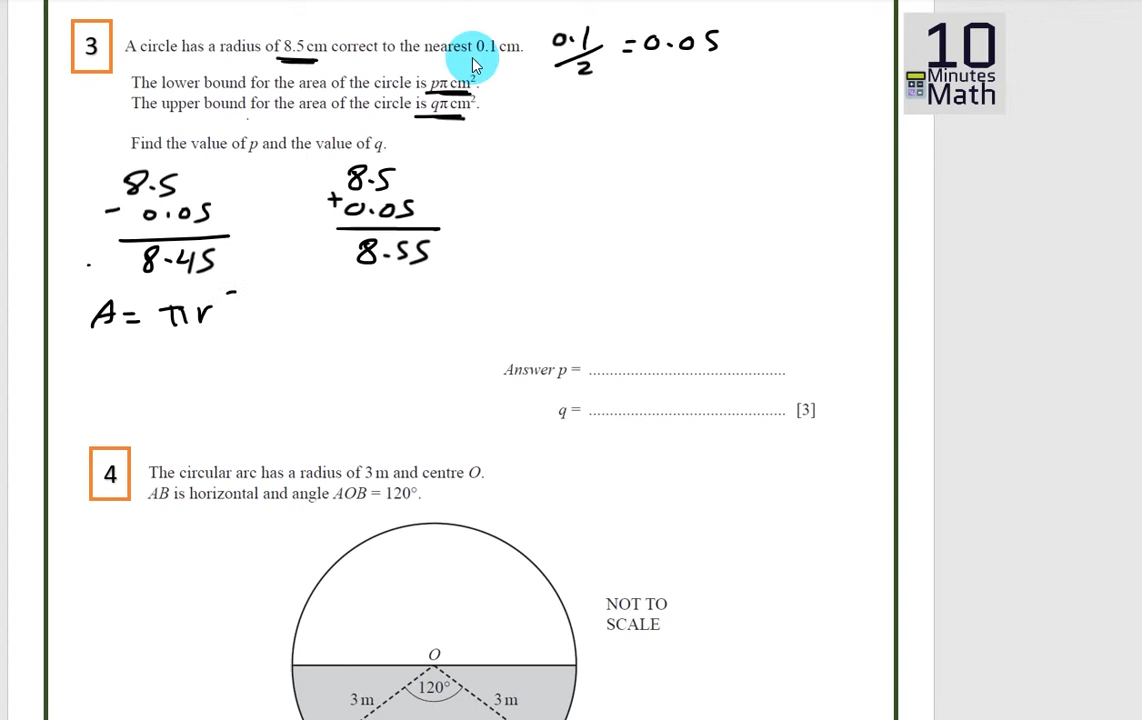 3 A circle has a radius of 8.5 cm correct to the nearest 0.1 cm.
0.1/2 = 0.05
The lower bound for the area of the circle is pπ cm².
The upper bound for the area of the circle is qπ cm².
Find the value of p and the value of q.
8.5 8.5
- 0.05 +0.05
8.45 8.55
A = πr
Answer p = ................................................
q = ................................................ [3]
4 The circular arc has a radius of 3 m and centre O.
AB is horizontal and angle AOB = 120°.
NOT TO
SCALE
O
120°
3 m 3 m
10
Minutes
Math